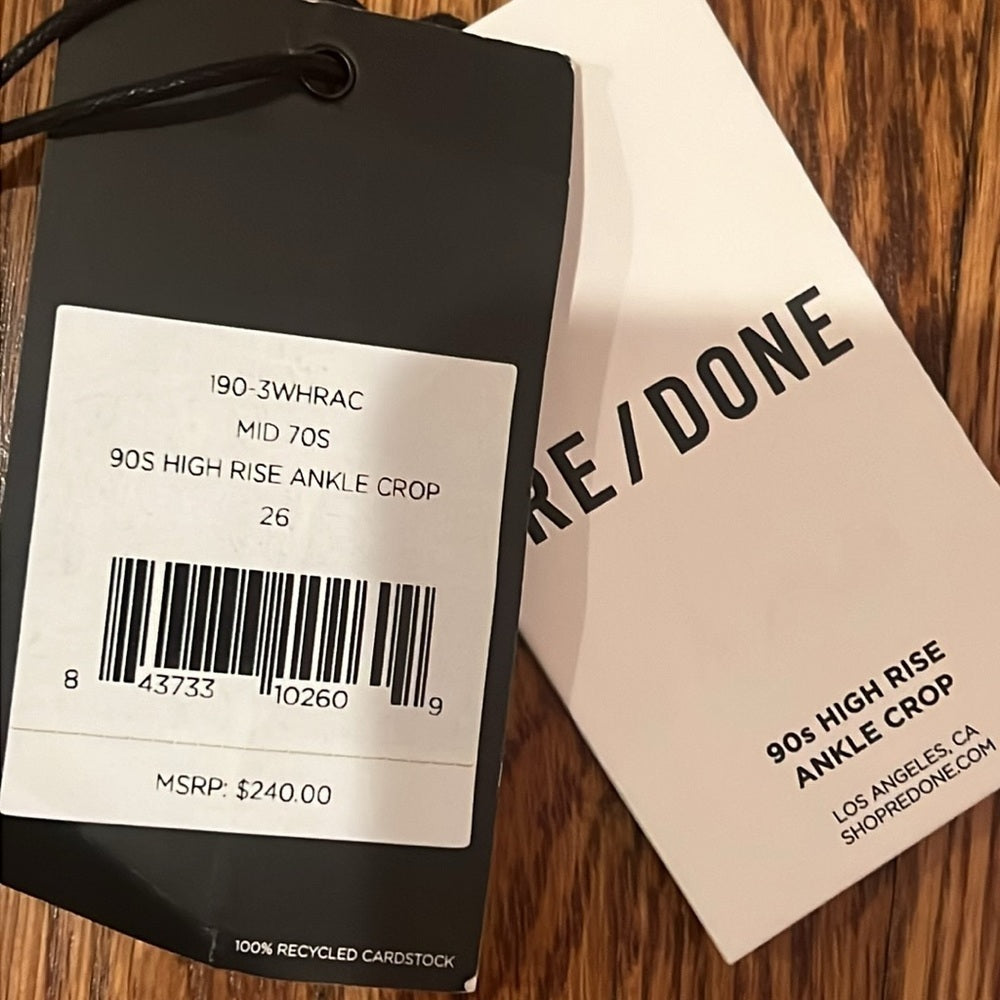 190-3WHRAC
MID 70S
90S HIGH RISE ANKLE CROP
26
8 43733 10260 9
MSRP: $240.00
100% RECYCLED CARDSTOCK
RE/DONE
90s HIGH RISE
ANKLE CROP
LOS ANGELES, CA
SHOPREDONE.COM